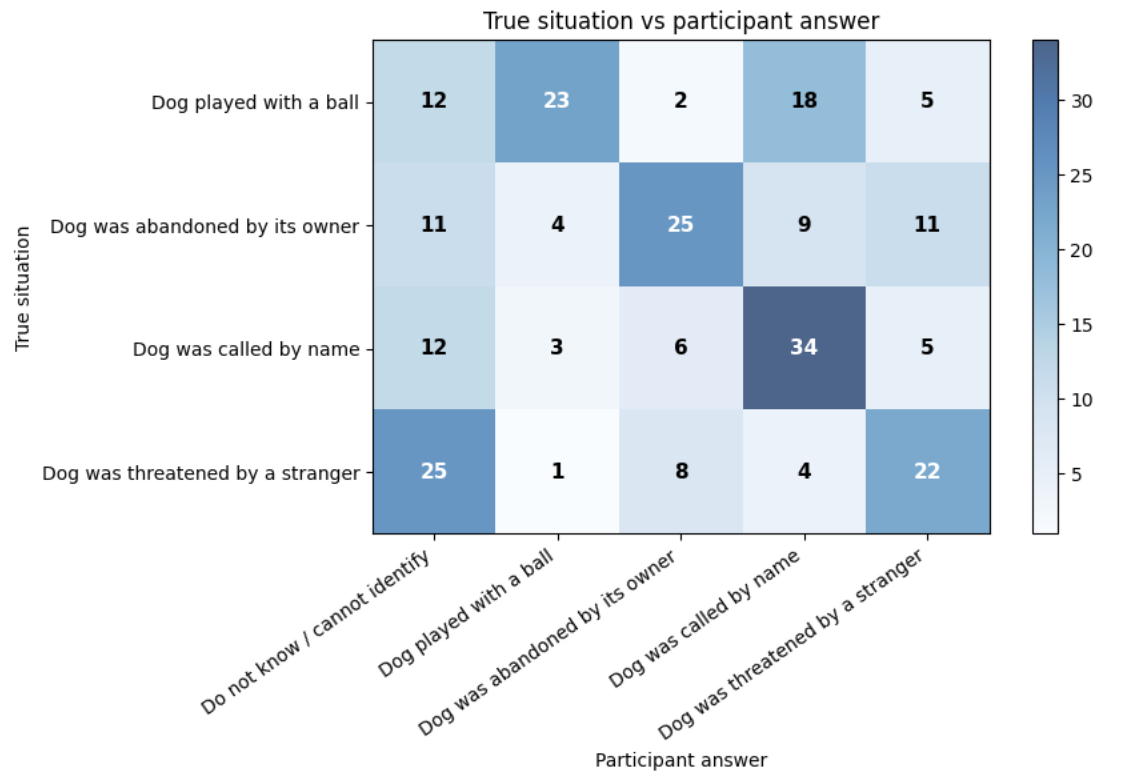 True situation vs participant answer
True situation
Dog played with a ball 12 23 2 18 5
Dog was abandoned by its owner 11 4 25 9 11
Dog was called by name 12 3 6 34 5
Dog was threatened by a stranger 25 1 8 4 22
Do not know / cannot identify
Dog played with a ball
Dog was abandoned by its owner
Dog was called by name
Dog was threatened by a stranger
Participant answer
30
25
20
15
10
5